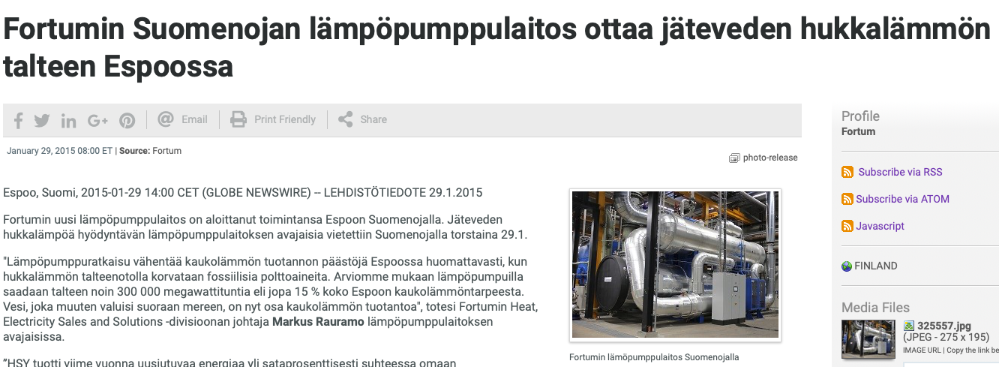 Fortumin Suomenojan lämpöpumppulaitos ottaa jäteveden hukkalämmön
talteen Espoossa
Email
Print Friendly
Share
January 29, 2015 08:00 ET | Source: Fortum
photo-release
Espoo, Suomi, 2015-01-29 14:00 CET (GLOBE NEWSWIRE) -- LEHDISTÖTIEDOTE 29.1.2015
Fortumin uusi lämpöpumppulaitos on aloittanut toimintansa Espoon Suomenojalla. Jäteveden
hukkalämpöä hyödyntävän lämpöpumppulaitoksen avajaisia vietettiin Suomenojalla torstaina 29.1.
"Lämpöpumppuratkaisu vähentää kaukolämmön tuotannon päästöjä Espoossa huomattavasti, kun
hukkalämmön talteenotolla korvataan fossiilisia polttoaineita. Arviomme mukaan lämpöpumpuilla
saadaan talteen noin 300 000 megawattituntia eli jopa 15 % koko Espoon kaukolämmöntarpeesta.
Vesi, joka muuten valuisi suoraan mereen, on nyt osa kaukolämmön tuotantoa", totesi Fortumin Heat,
Electricity Sales and Solutions -divisioonan johtaja Markus Rauramo lämpöpumppulaitoksen
avajaisissa.
”HSY tuotti viime vuonna uusiutuvaa energiaa yli sataprosenttisesti suhteessa omaan
Fortumin lämöpumppulaitos Suomenojalla
Profile
Fortum
Subscribe via RSS
Subscribe via ATOM
Javascript
FINLAND
Media Files
325557.jpg
(JPEG - 275 x 195)
IMAGE URL | Copy the link be